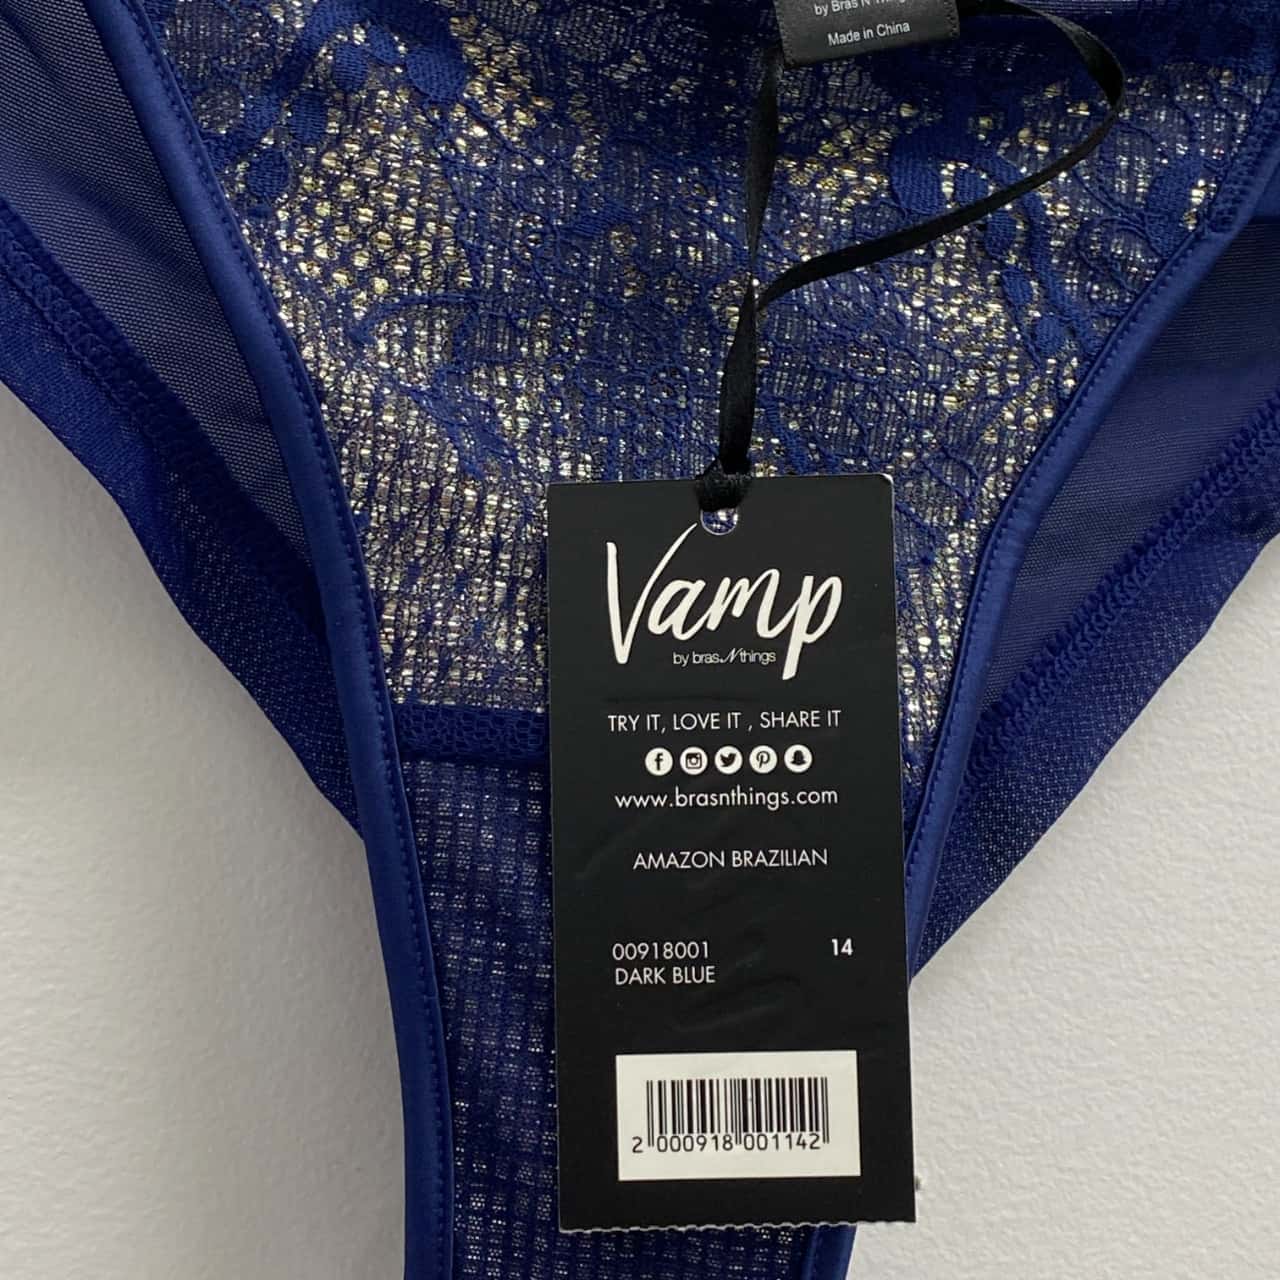 by Bras N Things
Made in China
Vamp
by bras N things
TRY IT, LOVE IT , SHARE IT
www.brasnthings.com
AMAZON BRAZILIAN
00918001 14
DARK BLUE
2 000918 001142